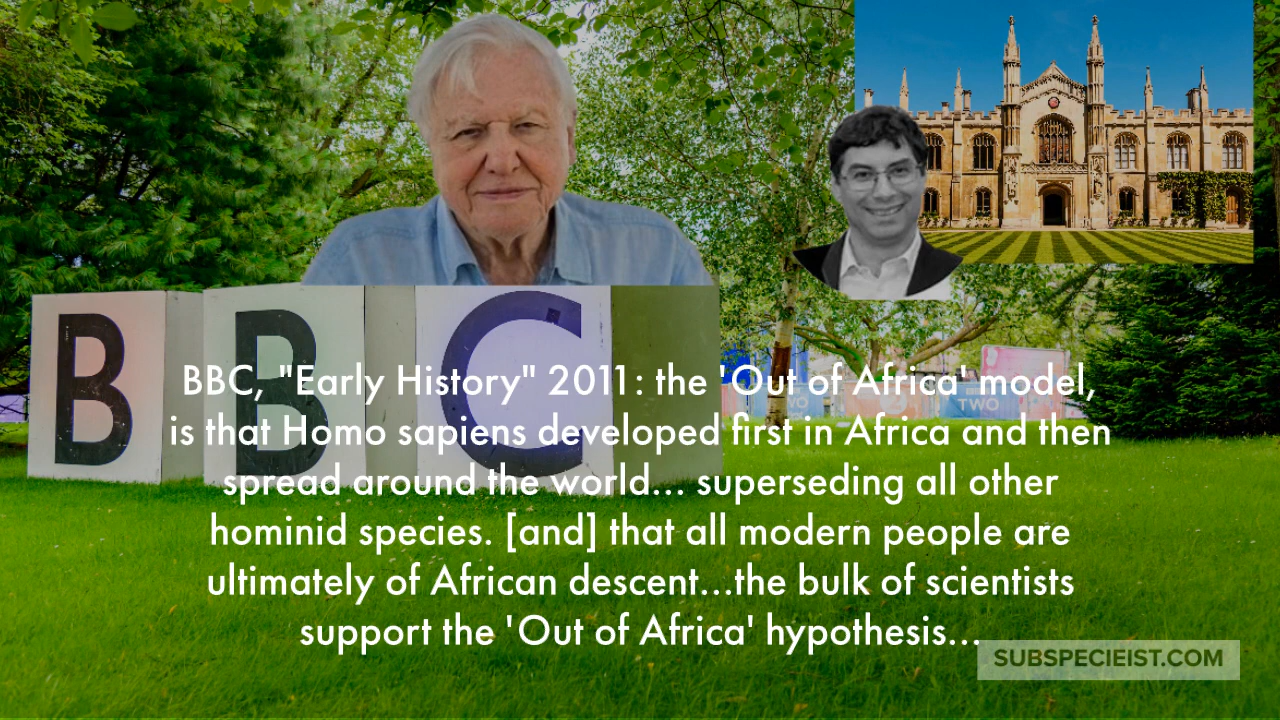 BBC
BBC, "Early History" 2011: the 'Out of Africa' model,
is that Homo sapiens developed first in Africa and then
spread around the world... superseding all other
hominid species. [and] that all modern people are
ultimately of African descent...the bulk of scientists
support the 'Out of Africa' hypothesis...
TWO
SUBSPECIEIST.COM